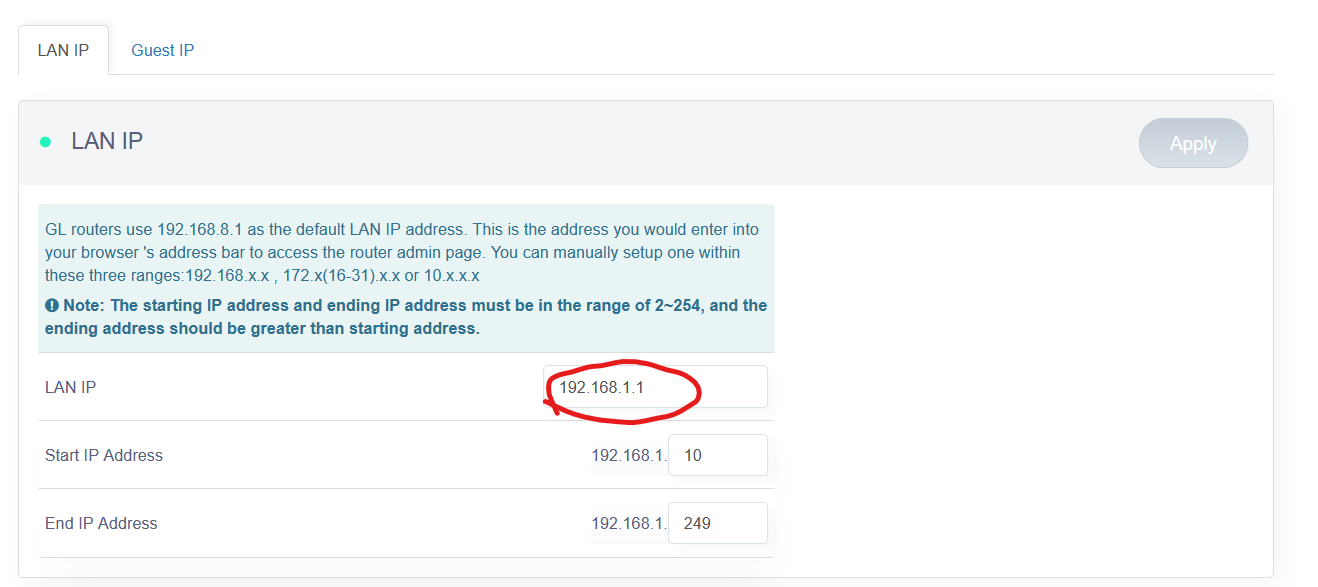 LAN IP
Guest IP
LAN IP
Apply
GL routers use 192.168.8.1 as the default LAN IP address. This is the address you would enter into
your browser 's address bar to access the router admin page. You can manually setup one within
these three ranges:192.168.x.x , 172.x(16-31).x.x or 10.x.x.x
Note: The starting IP address and ending IP address must be in the range of 2~254, and the
ending address should be greater than starting address.
LAN IP 192.168.1.1
Start IP Address 192.168.1. 10
End IP Address 192.168.1. 249